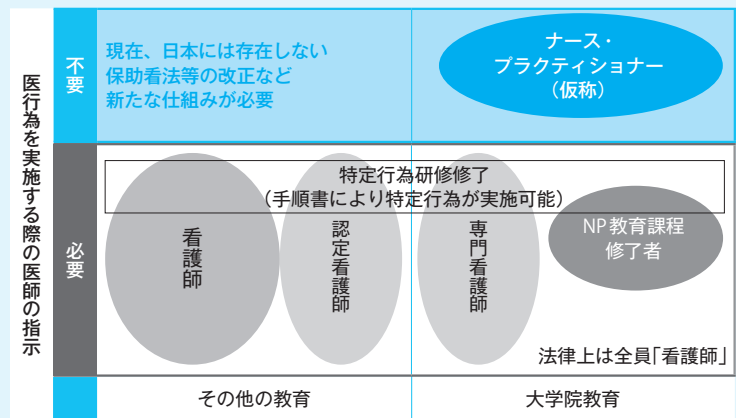 医行為を実施する際の医師の指示
不要
現在、日本には存在しない
保助看法等の改正など
新たな仕組みが必要
ナース・
プラクティショナー
（仮称）
必要
特定行為研修修了
（手順書により特定行為が実施可能）
看護師
認定看護師
専門看護師
NP教育課程
修了者
法律上は全員「看護師」
その他の教育
大学院教育